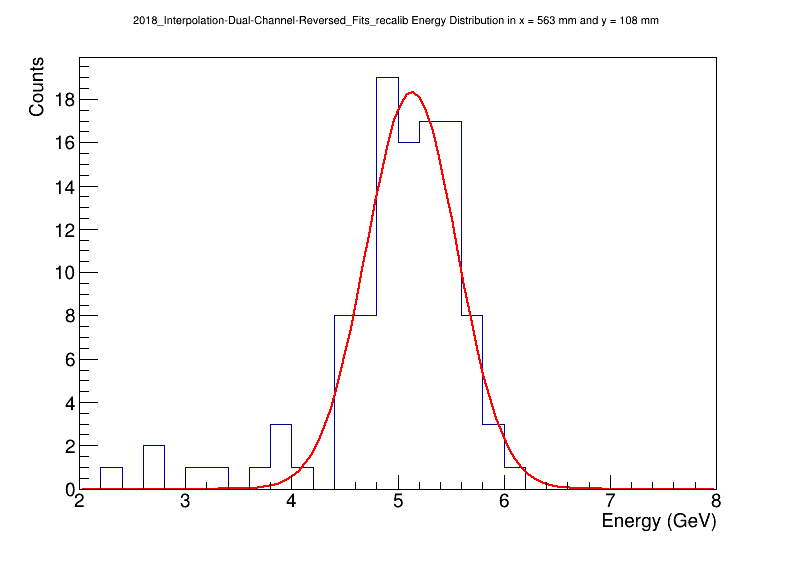 2018_Interpolation-Dual-Channel-Reversed_Fits_recalib Energy Distribution in x = 563 mm and y = 108 mm
Counts
18
16
14
12
10
8
6
4
2
0
2 3 4 5 6 7 8
Energy (GeV)